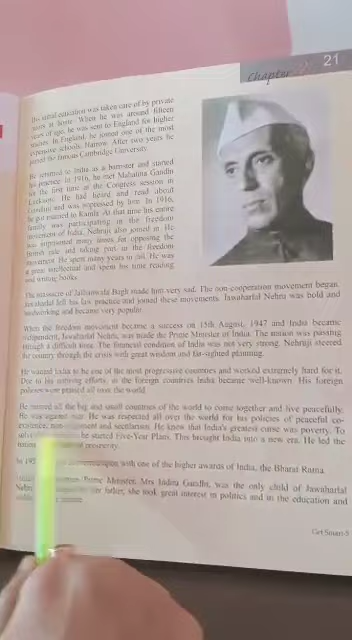 21
Chapter
His initial education was taken care of by private
tutors at home. When he was around fifteen
years of age, he was sent to England for higher
studies. In England, he joined one of the most
expensive schools, Harrow. After two years he
joined the famous Cambridge University.
He returned to India as a barrister and started
his practice. In 1916, he met Mahatma Gandhi
for the first time at the Congress session in
Lucknow. He had heard and read about
Gandhiji and was impressed by him. In 1916,
he got married to Kamla. At that time his entire
family was participating in the freedom
movement of India. Nehruji also joined in. He
was imprisoned many times for opposing the
British rule and taking part in the freedom
movement. He spent many years in jail. He was
a great intellectual and spent his time reading
and writing books.
The massacre of Jallianwala Bagh made him very sad. The non-cooperation movement began.
Jawaharlal left his law practice and joined these movements. Jawaharlal Nehru was bold and
hardworking and became very popular.
When the freedom movement became a success on 15th August, 1947 and India became
independent, Jawaharlal Nehru, was made the Prime Minister of India. The nation was passing
through a difficult time. The financial condition of India was not very strong. Nehruji steered
the country through the crisis with great wisdom and far-sighted planning.
He wanted India to be one of the most progressive countries and worked extremely hard for it.
Due to his untiring efforts, in the foreign countries India became well-known. His foreign
policies were praised all over the world.
He desired all the big and small countries of the world to come together and live peacefully.
He was against war. He was respected all over the world for his policies of peaceful co-
existence, non-alignment and secularism. He knew that India's greatest curse was poverty. To
solve he started Five-Year Plans. This brought India into a new era. He led the
nation prosperity.
In 195 with one of the higher awards of India, the Bharat Ratna.
Prime Minister, Mrs Indira Gandhi, was the only child of Jawaharlal
Nehru her father, she took great interest in politics and in the education and
Get Smart-5